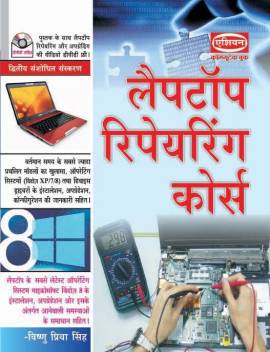 पुस्तक के साथ लैपटॉप
रिपेयरिंग और अपग्रेडिंग
की वीडियो डीवीडी फ्री।
द्वितीय संशोधित संस्करण
एशियन
कम्प्यूटेक बुक
लैपटॉप
रिपेयरिंग
कोर्स
वर्तमान समय के सबसे ज्यादा
प्रचलित मॉडलों का खुलासा, ऑपरेटिंग
सिस्टमों (विंडोज XP/7/8) तथा डिवाइस
ड्राइवरों के इंस्टालेशन, अपग्रेडेशन,
कॉन्फीगुरेशन की जानकारी सहित।
8
लैपटॉप के सबसे लेटेस्ट ऑपरेटिंग
सिस्टम माइक्रोसॉफ्ट विंडोज 8 के
इंस्टालेशन, अपग्रेडेशन और इसके
अंतर्गत आनेवाली समस्याओं
के समाधान सहित।
-विष्णु प्रिया सिंह